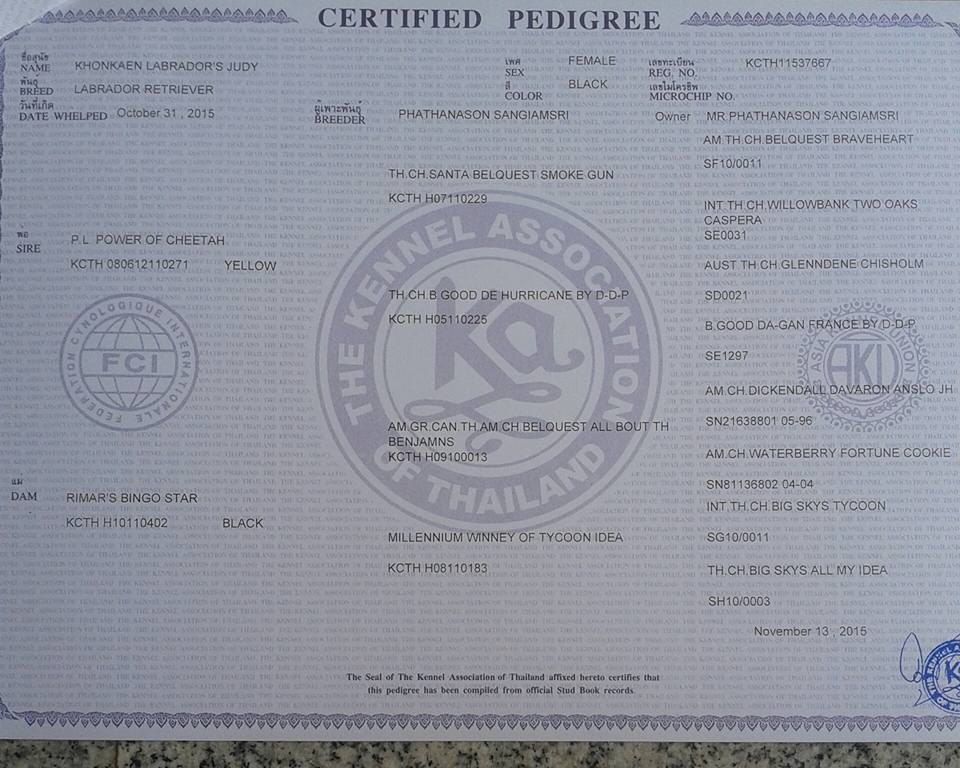 CERTIFIED PEDIGREE
ชื่อสุนัข
NAME KHONKAEN LABRADOR'S JUDY
เพศ
SEX FEMALE
เลขทะเบียน
REG. NO. KCTH11537667
พันธุ์
BREED LABRADOR RETRIEVER
สี
COLOR BLACK
เลขไมโครชิพ
MICROCHIP NO.
วันที่เกิด
DATE WHELPED October 31 , 2015
ผู้เพาะพันธุ์
BREEDER PHATHANASON SANGIAMSRI
Owner MR.PHATHANASON SANGIAMSRI
พ่อ
SIRE
P.L POWER OF CHEETAH
KCTH 080612110271 YELLOW
แม่
DAM
RIMAR'S BINGO STAR
KCTH H10110402 BLACK
TH.CH.SANTA BELQUEST SMOKE GUN
KCTH H07110229
TH.CH.B GOOD DE HURRICANE BY D-D-P
KCTH H05110225
AM.GR.CAN.TH.AM.CH.BELQUEST ALL BOUT TH
BENJAMNS
KCTH H09100013
MILLENNIUM WINNEY OF TYCOON IDEA
KCTH H08110183
AM.TH.CH.BELQUEST BRAVEHEART
SF10/0011
INT.TH.CH.WILLOWBANK TWO OAKS
CASPERA
SE0031
AUST.TH.CH.GLENNDENE CHISHOLM
SD0021
B.GOOD DA-GAN FRANCE BY D-D-P
SE1297
AM.CH.DICKENDALL DAVARON ANSLO JH
SN21638801 05-96
AM.CH.WATERBERRY FORTUNE COOKIE
SN81136802 04-04
INT.TH.CH.BIG SKYS TYCOON
SG10/0011
TH.CH.BIG SKYS ALL MY IDEA
SH10/0003
November 13 , 2015
FEDERATION CYNOLOGIQUE INTERNATIONALE
FCI
THE KENNEL ASSOCIATION
OF THAILAND
Ka
AKU
The Seal of The Kennel Association of Thailand affixed hereto certifies that
this pedigree has been compiled from official Stud Book records.